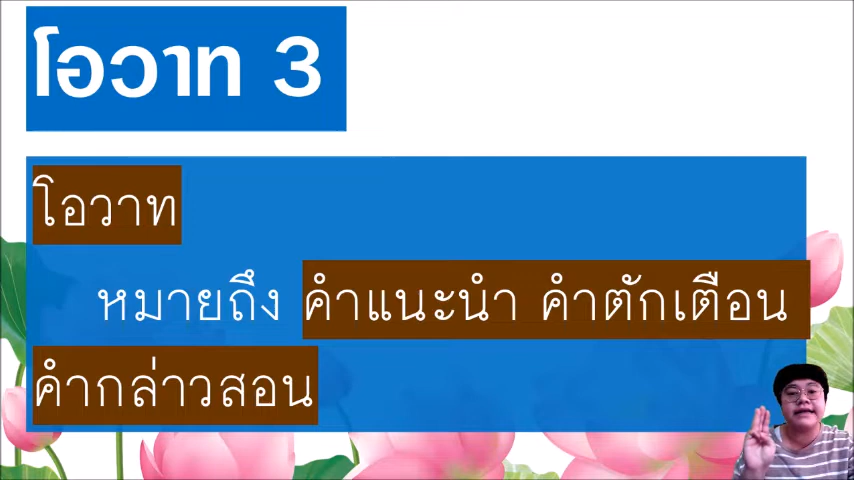 โอวาท 3
โอวาท
หมายถึง คำแนะนำ คำตักเตือน
คำกล่าวสอน